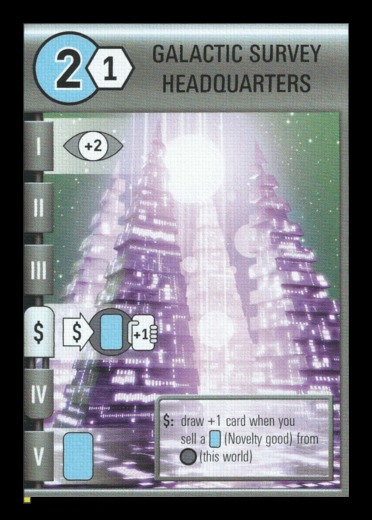 2 1
GALACTIC SURVEY
HEADQUARTERS
I
+2
II
III
$
$ +1
IV
V
$: draw +1 card when you
sell a (Novelty good) from
(this world)